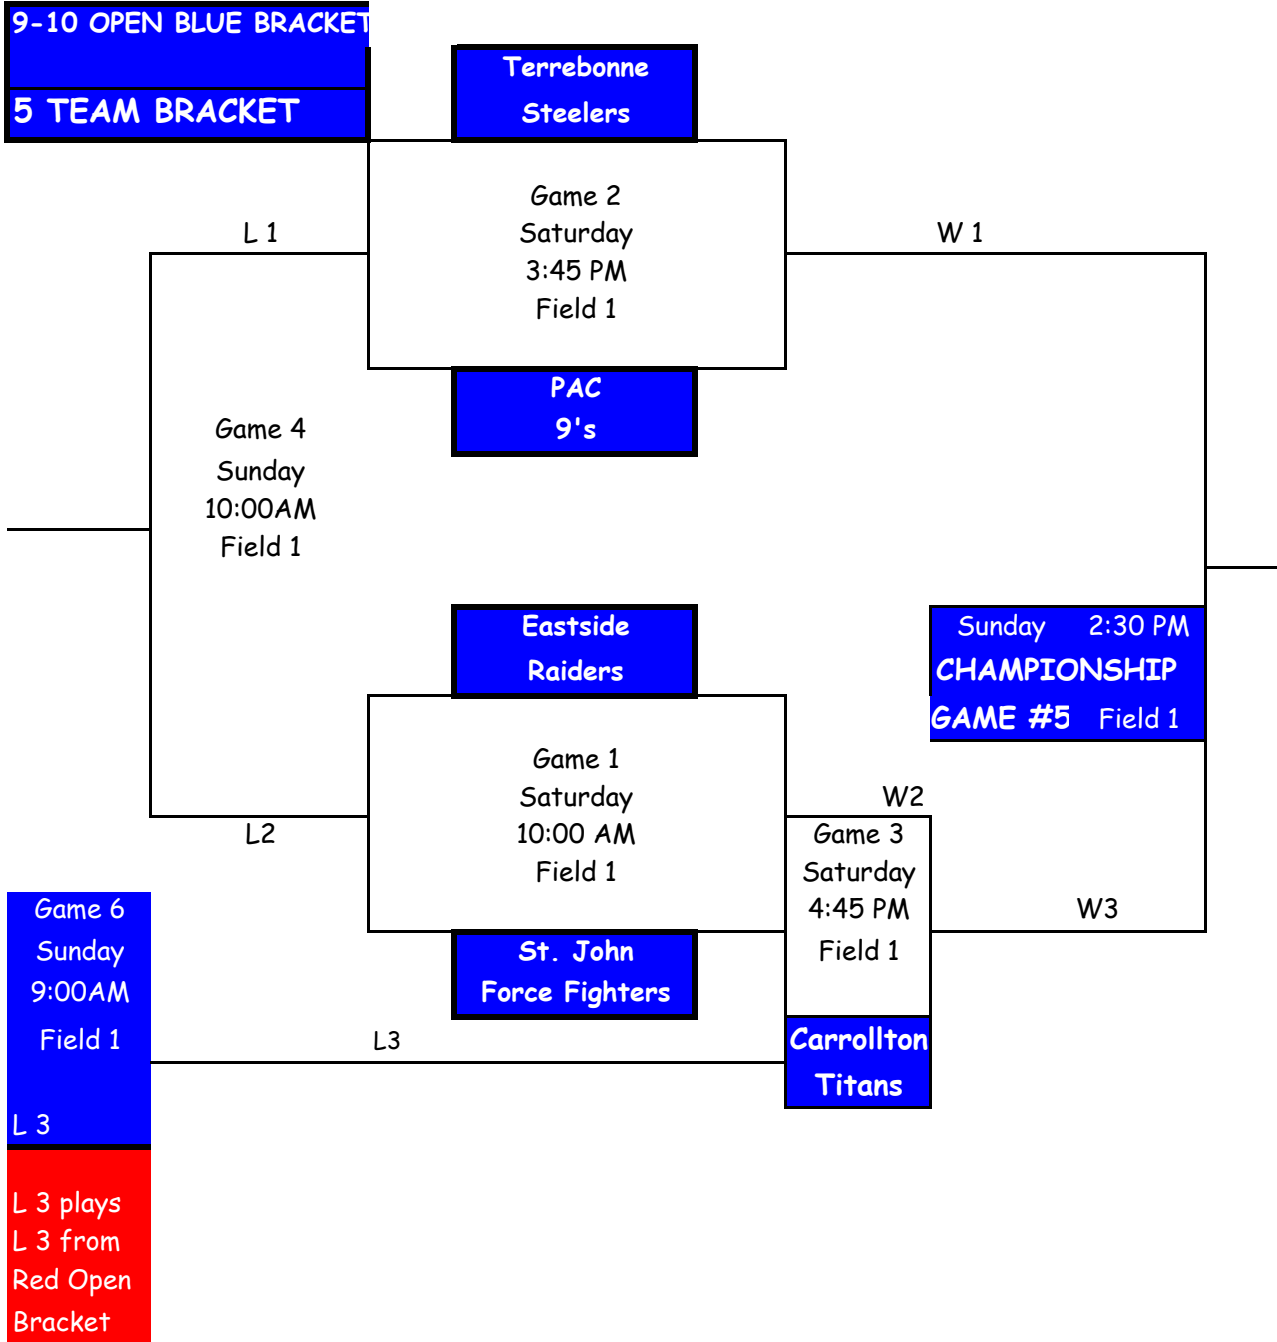 9-10 OPEN BLUE BRACKET
5 TEAM BRACKET
Terrebonne
Steelers
Game 2
Saturday
3:45 PM
Field 1
L 1
W 1
PAC
9's
Game 4
Sunday
10:00AM
Field 1
Eastside
Raiders
Sunday 2:30 PM
CHAMPIONSHIP
GAME #5 Field 1
Game 1
Saturday
10:00 AM
Field 1
L2
W2
Game 3
Saturday
4:45 PM
Field 1
W3
St. John
Force Fighters
Carrollton
Titans
L3
Game 6
Sunday
9:00AM
Field 1
L 3
L 3 plays
L 3 from
Red Open
Bracket